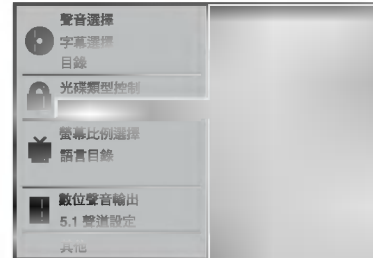 聲音選擇
字幕選擇
目錄
光碟類型控制
螢幕比例選擇
語言目錄
數位聲音輸出
5.1 聲道設定
其他